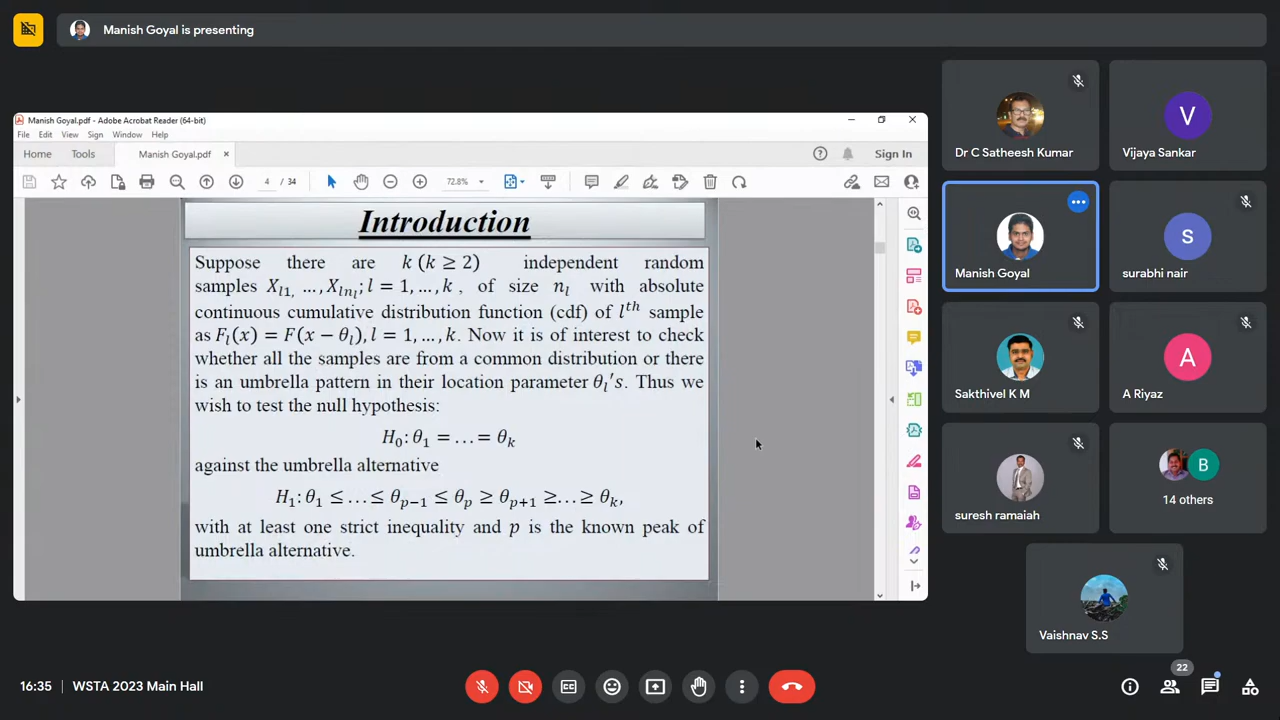 Manish Goyal is presenting
Manish Goyal.pdf - Adobe Acrobat Reader (64-bit)
File Edit View Sign Window Help
Home Tools Manish Goyal.pdf × Sign In
4 / 34 72.8%
Introduction
Suppose there are k (k ≥ 2) independent random
samples X_{l1,} …, X_{ln_l}; l = 1, …, k , of size n_l with absolute
continuous cumulative distribution function (cdf) of l^{th} sample
as F_l(x) = F(x − θ_l), l = 1, …, k. Now it is of interest to check
whether all the samples are from a common distribution or there
is an umbrella pattern in their location parameter θ_l's. Thus we
wish to test the null hypothesis:
H_0: θ_1 = … = θ_k
against the umbrella alternative
H_1: θ_1 ≤ … ≤ θ_{p−1} ≤ θ_p ≥ θ_{p+1} ≥ … ≥ θ_k,
with at least one strict inequality and p is the known peak of
umbrella alternative.
Dr C Satheesh Kumar
V
Vijaya Sankar
Manish Goyal
S
surabhi nair
Sakthivel K M
A
A Riyaz
suresh ramaiah
B
14 others
Vaishnav S.S
16:35 | WSTA 2023 Main Hall
22